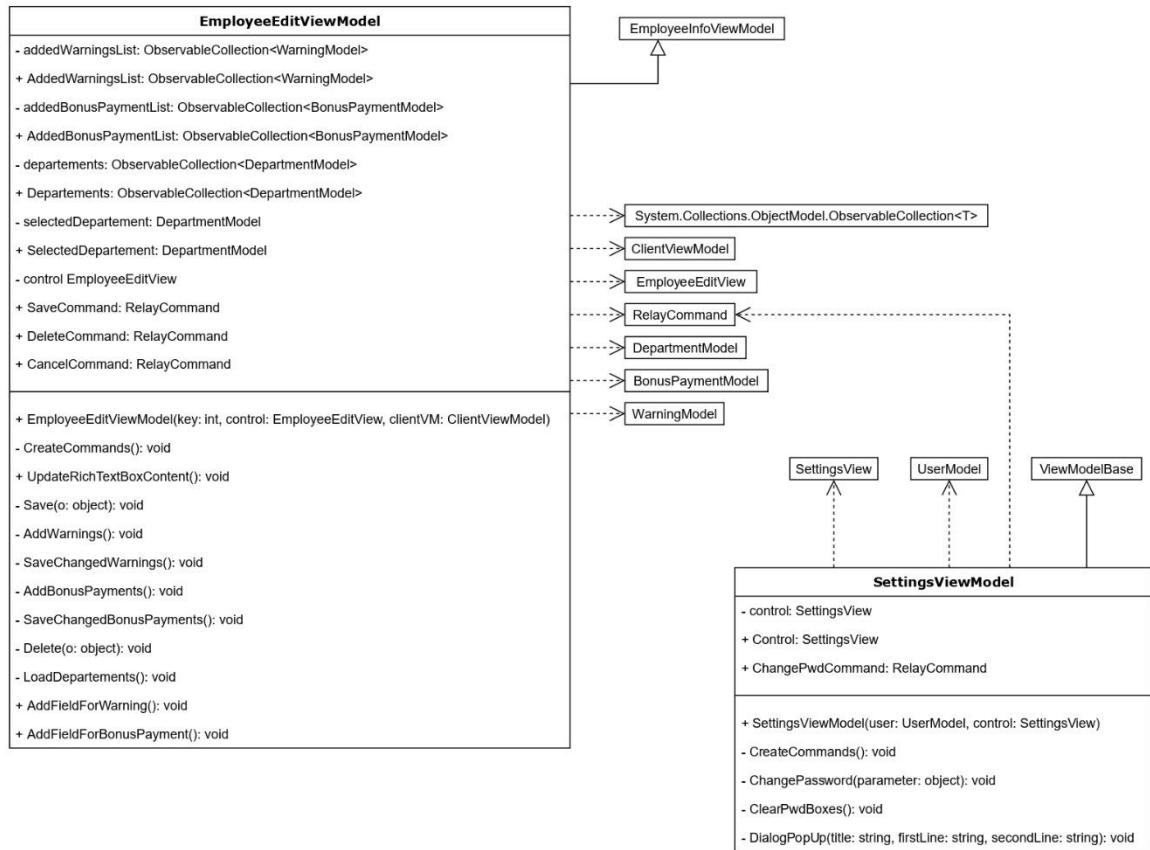 EmployeeEditViewModel
- addedWarningsList: ObservableCollection<WarningModel>
+ AddedWarningsList: ObservableCollection<WarningModel>
- addedBonusPaymentList: ObservableCollection<BonusPaymentModel>
+ AddedBonusPaymentList: ObservableCollection<BonusPaymentModel>
- departements: ObservableCollection<DepartmentModel>
+ Departements: ObservableCollection<DepartmentModel>
- selectedDepartement: DepartmentModel
+ SelectedDepartement: DepartmentModel
- control EmployeeEditView
+ SaveCommand: RelayCommand
+ DeleteCommand: RelayCommand
+ CancelCommand: RelayCommand
+ EmployeeEditViewModel(key: int, control: EmployeeEditView, clientVM: ClientViewModel)
- CreateCommands(): void
+ UpdateRichTextBoxContent(): void
- Save(o: object): void
- AddWarnings(): void
- SaveChangedWarnings(): void
- AddBonusPayments(): void
- SaveChangedBonusPayments(): void
- Delete(o: object): void
- LoadDepartements(): void
+ AddFieldForWarning(): void
+ AddFieldForBonusPayment(): void
EmployeeInfoViewModel
System.Collections.ObjectModel.ObservableCollection<T>
ClientViewModel
EmployeeEditView
RelayCommand
DepartmentModel
BonusPaymentModel
WarningModel
SettingsView
UserModel
ViewModelBase
SettingsViewModel
- control: SettingsView
+ Control: SettingsView
+ ChangePwdCommand: RelayCommand
+ SettingsViewModel(user: UserModel, control: SettingsView)
- CreateCommands(): void
- ChangePassword(parameter: object): void
- ClearPwdBoxes(): void
- DialogPopUp(title: string, firstLine: string, secondLine: string): void